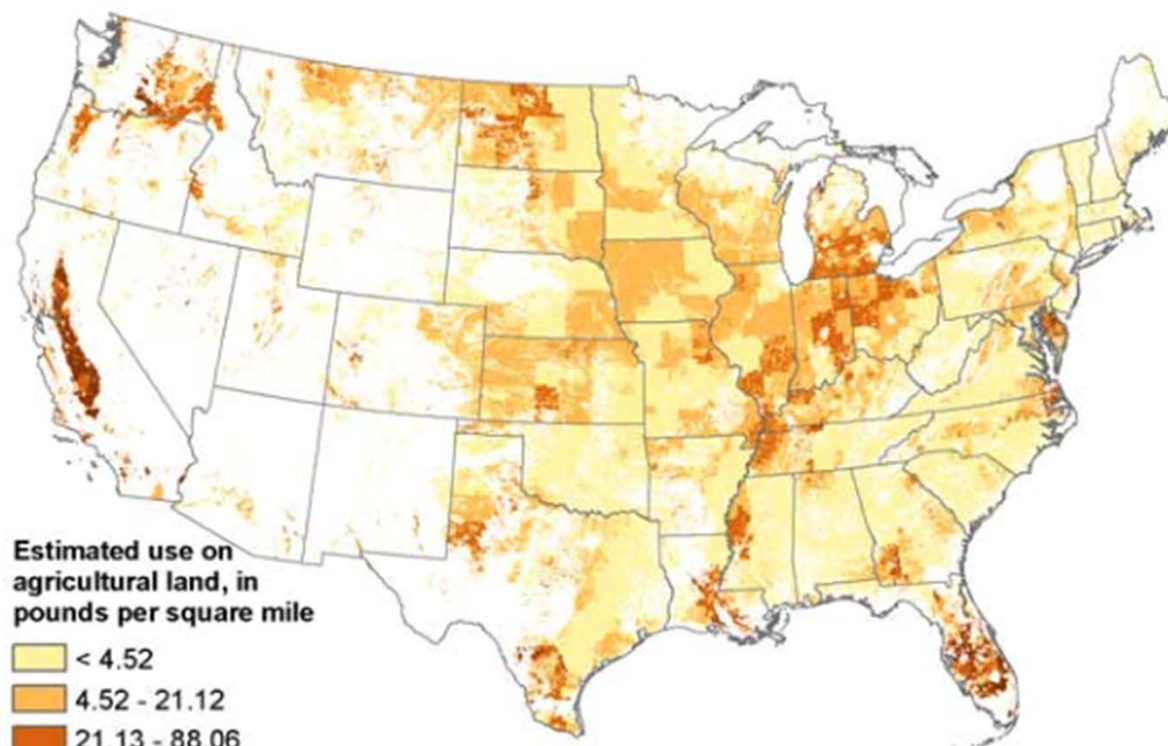 Estimated use on
agricultural land, in
pounds per square mile
< 4.52
4.52 - 21.12
21.13 - 88.06